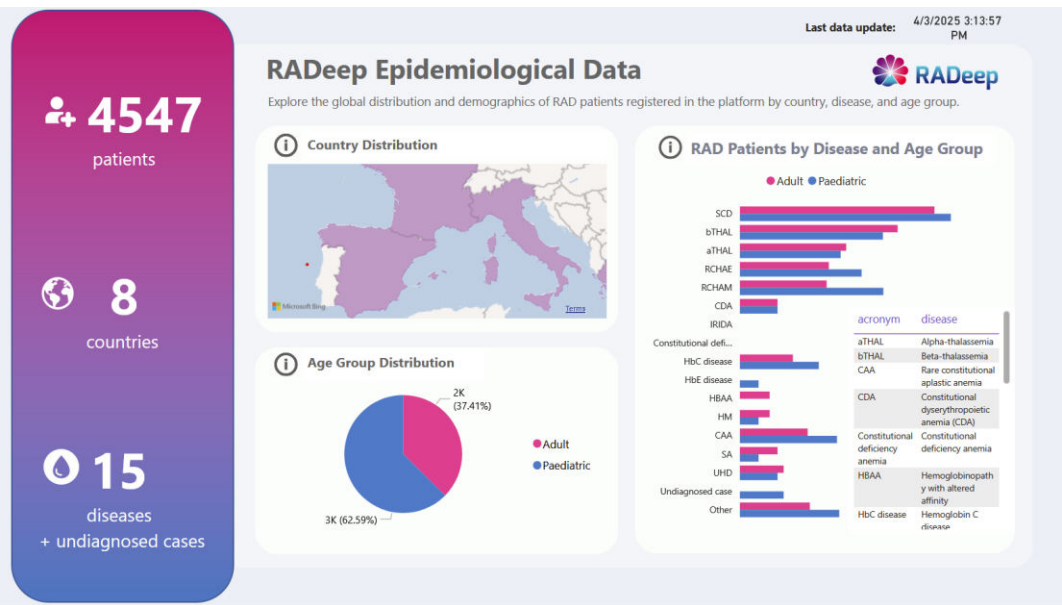 Last data update:
4/3/2025 3:13:57
PM
RADeep Epidemiological Data
RADeep
Explore the global distribution and demographics of RAD patients registered in the platform by country, disease, and age group.
4547
patients
8
countries
15
diseases
+ undiagnosed cases
Country Distribution
Microsoft Bing
Terms
Age Group Distribution
2K
(37.41%)
3K (62.59%)
Adult
Paediatric
RAD Patients by Disease and Age Group
Adult Paediatric
SCD
bTHAL
aTHAL
RCHAE
RCHAM
CDA
IRIDA
Constitutional defi...
HbC disease
HbE disease
HBAA
HM
CAA
SA
UHD
Undiagnosed case
Other
acronym disease
aTHAL Alpha-thalassemia
bTHAL Beta-thalassemia
CAA Rare constitutional
aplastic anemia
CDA Constitutional
dyserythropoietic
anemia (CDA)
Constitutional Constitutional
deficiency deficiency anemia
anemia
HBAA Hemoglobinopath
y with altered
affinity
HbC disease Hemoglobin C
disease